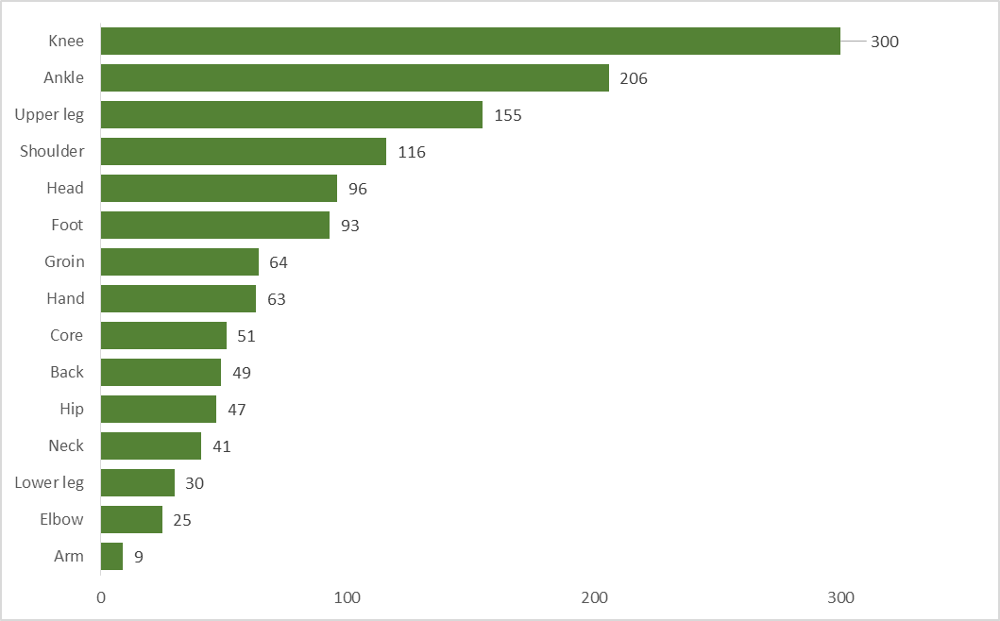 Knee 300
Ankle 206
Upper leg 155
Shoulder 116
Head 96
Foot 93
Groin 64
Hand 63
Core 51
Back 49
Hip 47
Neck 41
Lower leg 30
Elbow 25
Arm 9
0 100 200 300